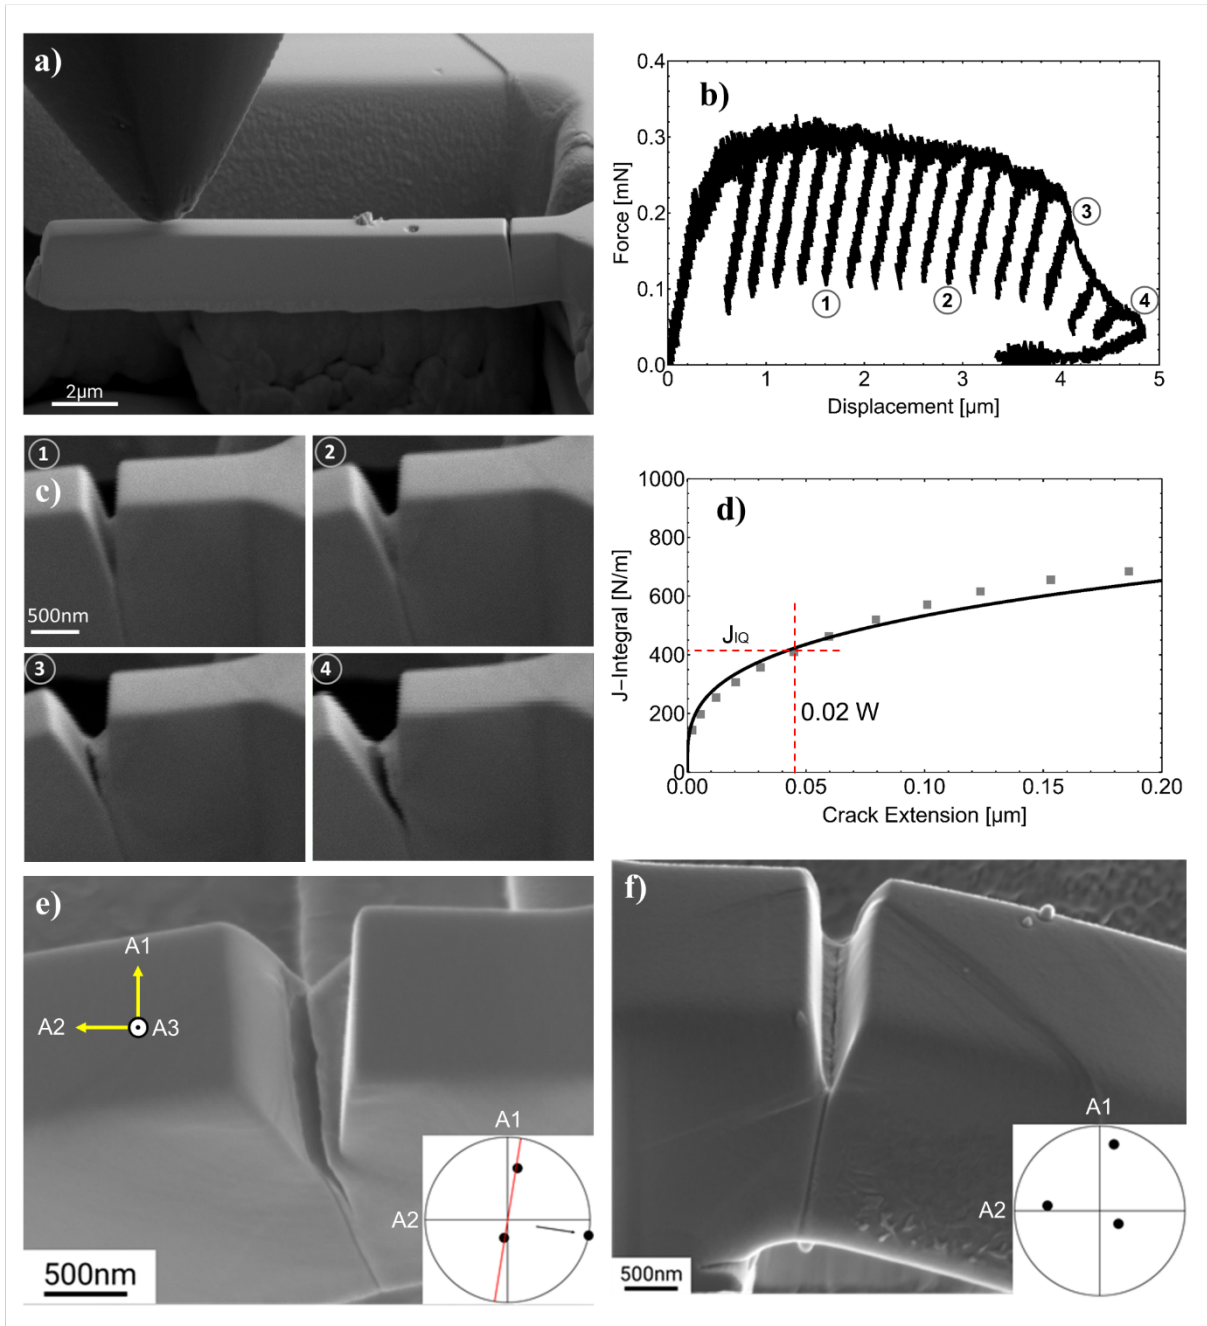 a)
2μm
b)
Force [mN]
0.4
0.3
0.2
0.1
0.0
0
1
2
3
4
5
Displacement [μm]
1
2
3
4
1
c)
500nm
2
3
4
d)
J-Integral [N/m]
1000
800
600
400
200
0
J_IQ
0.02 W
0.00
0.05
0.10
0.15
0.20
Crack Extension [μm]
e)
A1
A2
A3
500nm
A1
A2
f)
500nm
A1
A2